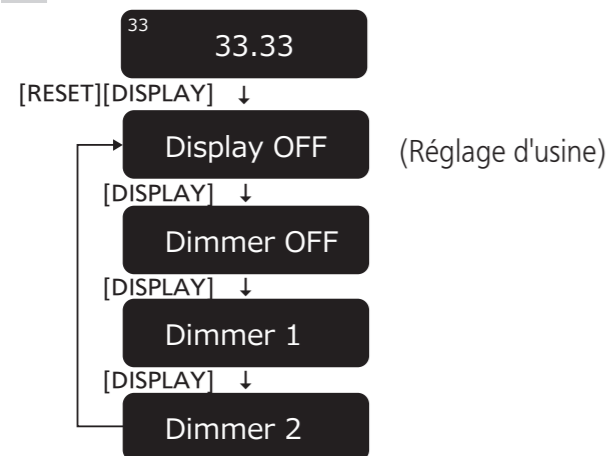 33
33.33
[RESET][DISPLAY] ↓
Display OFF (Réglage d'usine)
[DISPLAY] ↓
Dimmer OFF
[DISPLAY] ↓
Dimmer 1
[DISPLAY] ↓
Dimmer 2